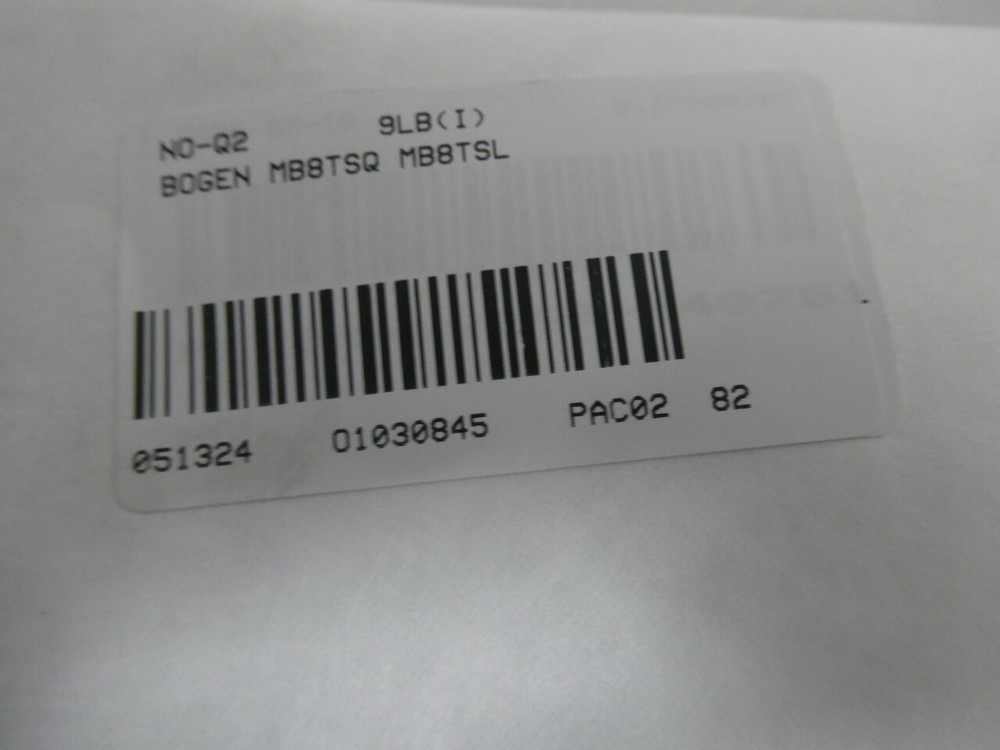 NO-Q2 9LB(I)
BOGEN MB8TSQ MB8TSL
051324 01030845 PAC02 82